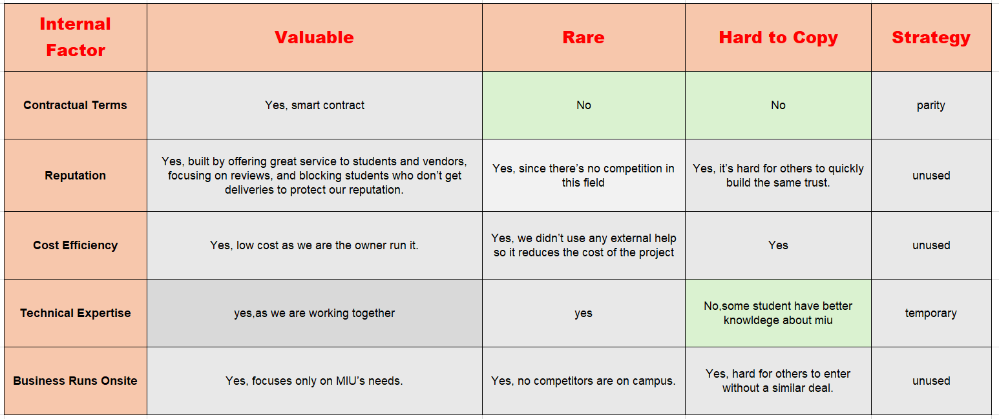 Internal
Factor
Valuable
Rare
Hard to Copy
Strategy
Contractual Terms
Yes, smart contract
No
No
parity
Reputation
Yes, built by offering great service to students and vendors,
focusing on reviews, and blocking students who don’t get
deliveries to protect our reputation.
Yes, since there’s no competition in
this field
Yes, it’s hard for others to quickly
build the same trust.
unused
Cost Efficiency
Yes, low cost as we are the owner run it.
Yes, we didn’t use any external help
so it reduces the cost of the project
Yes
unused
Technical Expertise
yes,as we are working together
yes
No,some student have better
knowldege about miu
temporary
Business Runs Onsite
Yes, focuses only on MIU’s needs.
Yes, no competitors are on campus.
Yes, hard for others to enter
without a similar deal.
unused